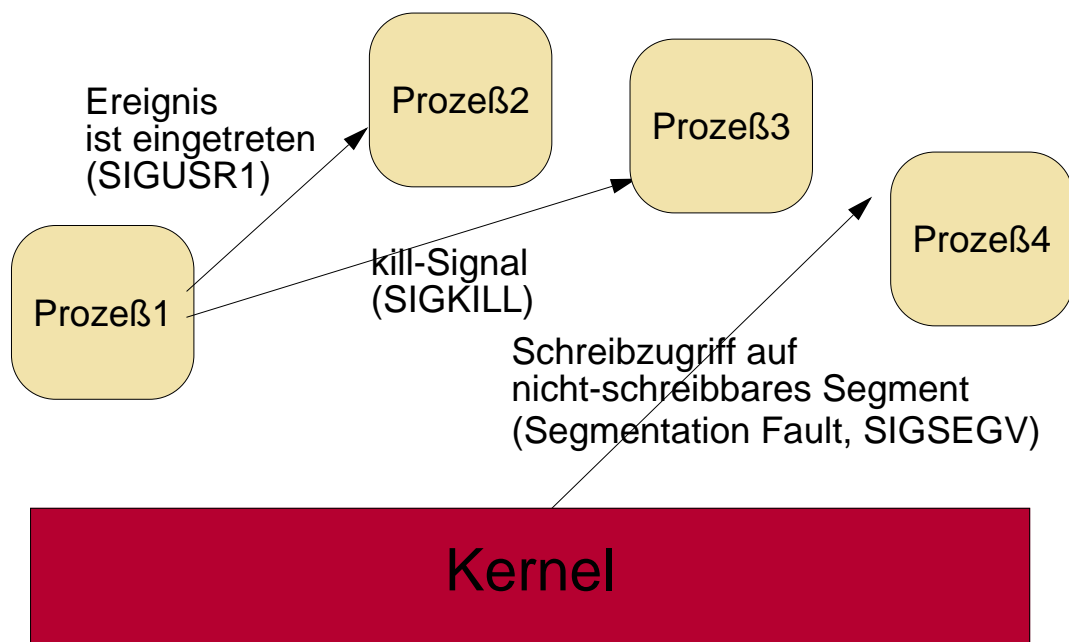 Prozeß2
Ereignis
ist eingetreten
(SIGUSR1)
Prozeß3
Prozeß4
kill-Signal
(SIGKILL)
Prozeß1
Schreibzugriff auf
nicht-schreibbares Segment
(Segmentation Fault, SIGSEGV)
Kernel